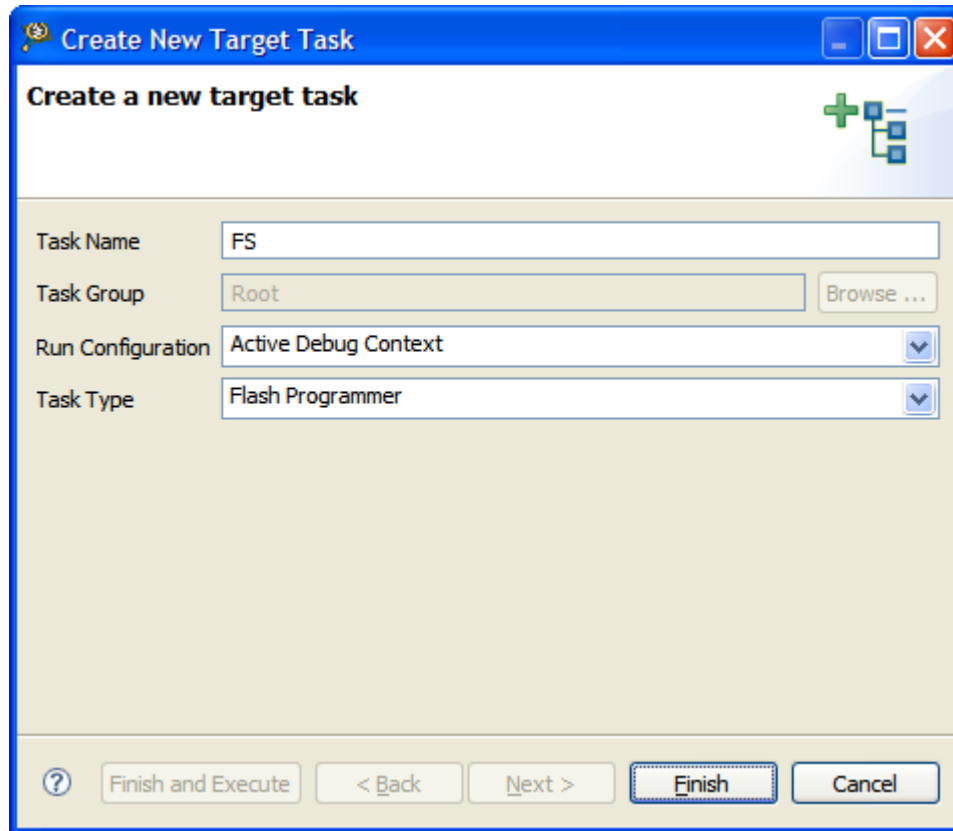 Create New Target Task
Create a new target task
Task Name FS
Task Group Root Browse ...
Run Configuration Active Debug Context
Task Type Flash Programmer
? Finish and Execute < Back Next > Finish Cancel